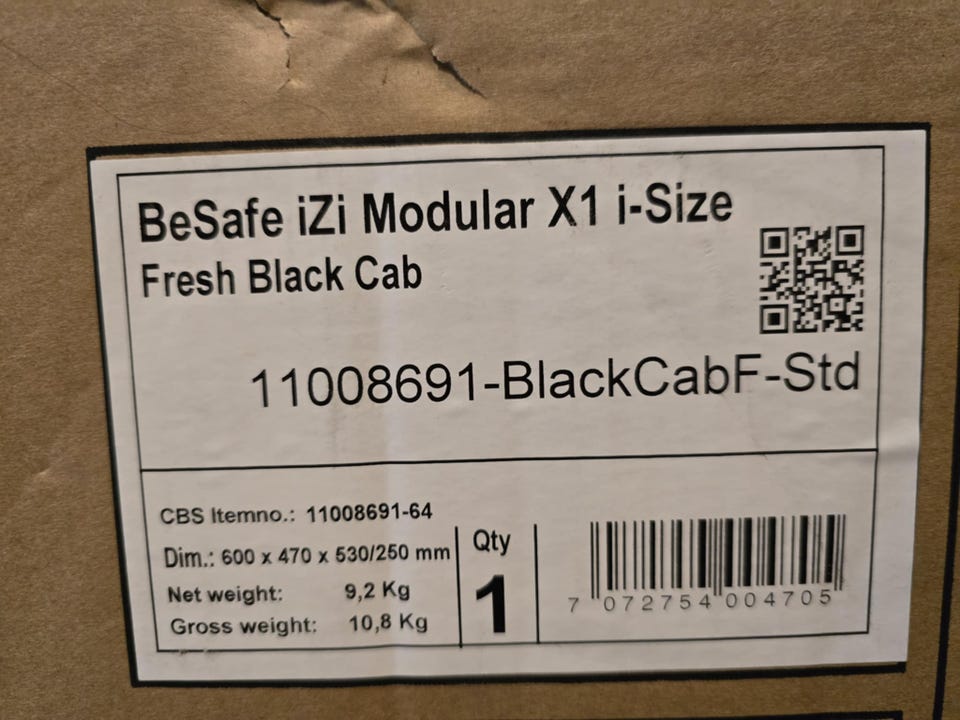 BeSafe iZi Modular X1 i-Size
Fresh Black Cab
11008691-BlackCabF-Std
CBS Itemno.: 11008691-64
Dim.: 600 x 470 x 530/250 mm
Net weight: 9,2 Kg
Gross weight: 10,8 Kg
Qty
1
7 072754 004705